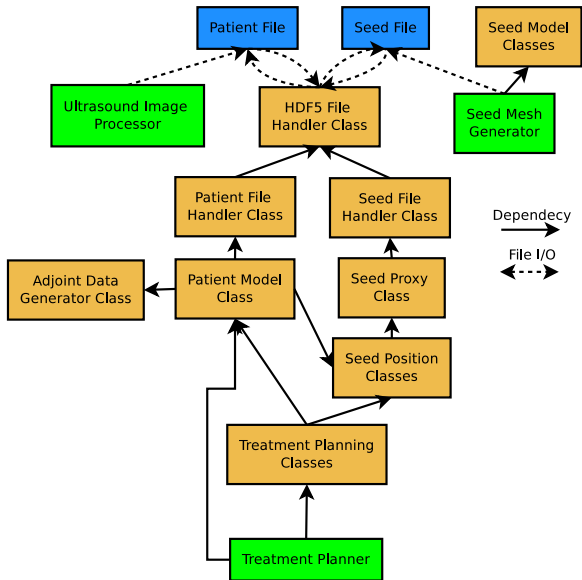 Patient File
Seed File
Seed Model
Classes
Ultrasound Image
Processor
HDF5 File
Handler Class
Seed Mesh
Generator
Patient File
Handler Class
Seed File
Handler Class
Dependecy
File I/O
Adjoint Data
Generator Class
Patient Model
Class
Seed Proxy
Class
Seed Position
Classes
Treatment Planning
Classes
Treatment Planner